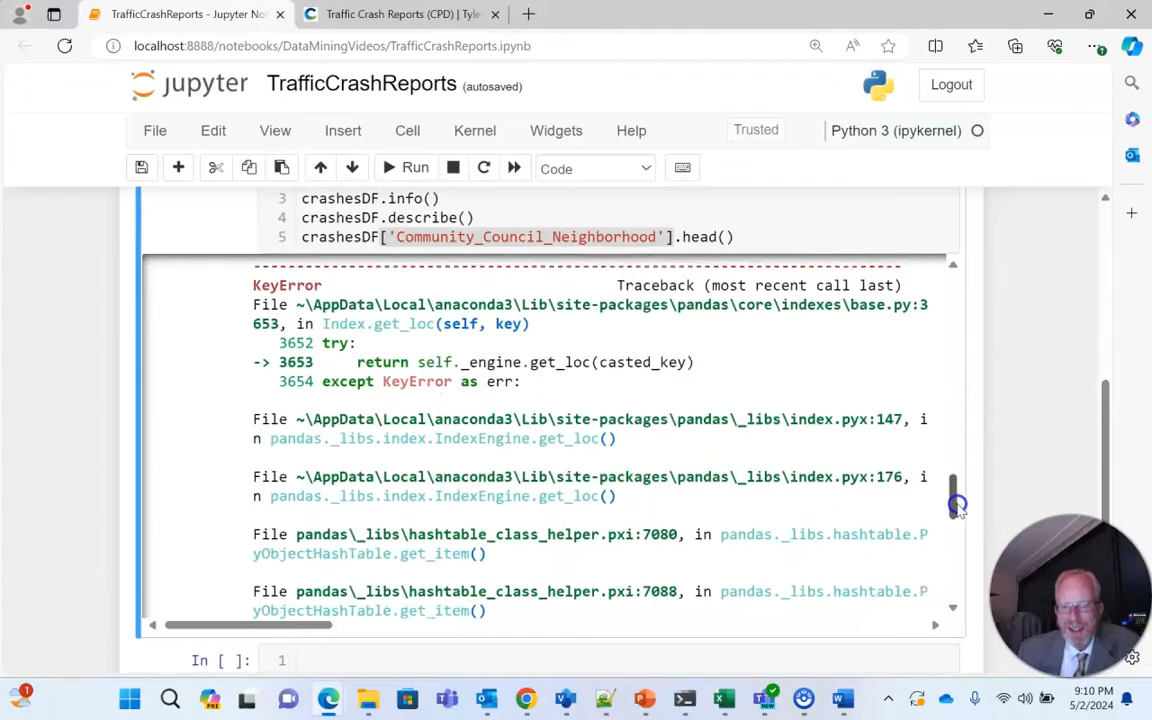 TrafficCrashReports - Jupyter No
Traffic Crash Reports (CPD) | Tyle
localhost:8888/notebooks/DataMiningVideos/TrafficCrashReports.ipynb
jupyter TrafficCrashReports (autosaved)
Logout
File Edit View Insert Cell Kernel Widgets Help
Trusted
Python 3 (ipykernel)
Run
Code
3 crashesDF.info()
4 crashesDF.describe()
5 crashesDF['Community_Council_Neighborhood'].head()
---------------------------------------------------------------------------
KeyError Traceback (most recent call last)
File ~\AppData\Local\anaconda3\Lib\site-packages\pandas\core\indexes\base.py:3
653, in Index.get_loc(self, key)
3652 try:
-> 3653 return self._engine.get_loc(casted_key)
3654 except KeyError as err:
File ~\AppData\Local\anaconda3\Lib\site-packages\pandas\_libs\index.pyx:147, i
n pandas._libs.index.IndexEngine.get_loc()
File ~\AppData\Local\anaconda3\Lib\site-packages\pandas\_libs\index.pyx:176, i
n pandas._libs.index.IndexEngine.get_loc()
File pandas\_libs\hashtable_class_helper.pxi:7080, in pandas._libs.hashtable.P
yObjectHashTable.get_item()
File pandas\_libs\hashtable_class_helper.pxi:7088, in pandas._libs.hashtable.P
yObjectHashTable.get_item()
In [ ]: 1
9:10 PM
5/2/2024